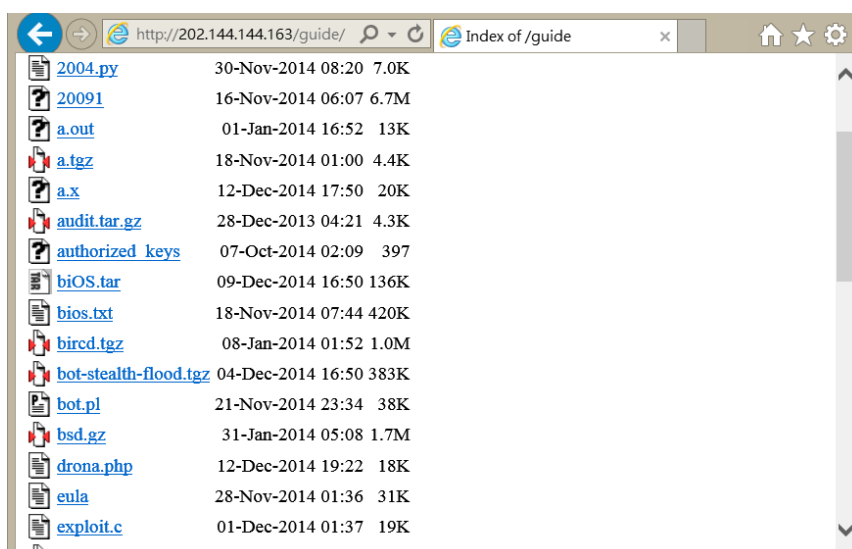 http://202.144.144.163/guide/ Index of /guide
2004.py 30-Nov-2014 08:20 7.0K
20091 16-Nov-2014 06:07 6.7M
a.out 01-Jan-2014 16:52 13K
a.tgz 18-Nov-2014 01:00 4.4K
a.x 12-Dec-2014 17:50 20K
audit.tar.gz 28-Dec-2013 04:21 4.3K
authorized_keys 07-Oct-2014 02:09 397
biOS.tar 09-Dec-2014 16:50 136K
bios.txt 18-Nov-2014 07:44 420K
bircd.tgz 08-Jan-2014 01:52 1.0M
bot-stealth-flood.tgz 04-Dec-2014 16:50 383K
bot.pl 21-Nov-2014 23:34 38K
bsd.gz 31-Jan-2014 05:08 1.7M
drona.php 12-Dec-2014 19:22 18K
eula 28-Nov-2014 01:36 31K
exploit.c 01-Dec-2014 01:37 19K